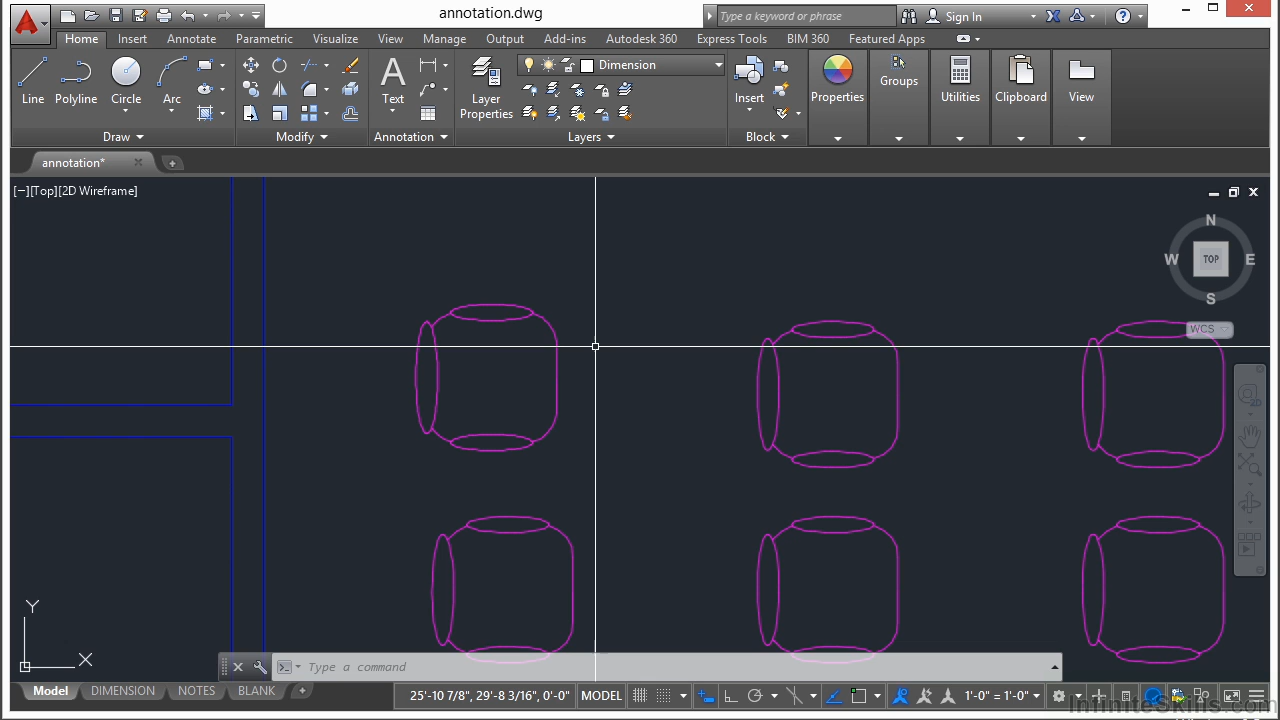 annotation.dwg
Type a keyword or phrase
Sign In
Home Insert Annotate Parametric Visualize View Manage Output Add-ins Autodesk 360 Express Tools BIM 360 Featured Apps
Dimension
Line Polyline Circle Arc
Text
Layer Properties
Insert
Properties Groups Utilities Clipboard View
Draw Modify Annotation Layers Block
annotation*
[−][Top][2D Wireframe]
N
W TOP E
S
WCS
2D
Y
X
Type a command
Model DIMENSION NOTES BLANK
25'-10 7/8", 29'-8 3/16", 0'-0" MODEL 1'-0" = 1'-0"
InfiniteSkills.com